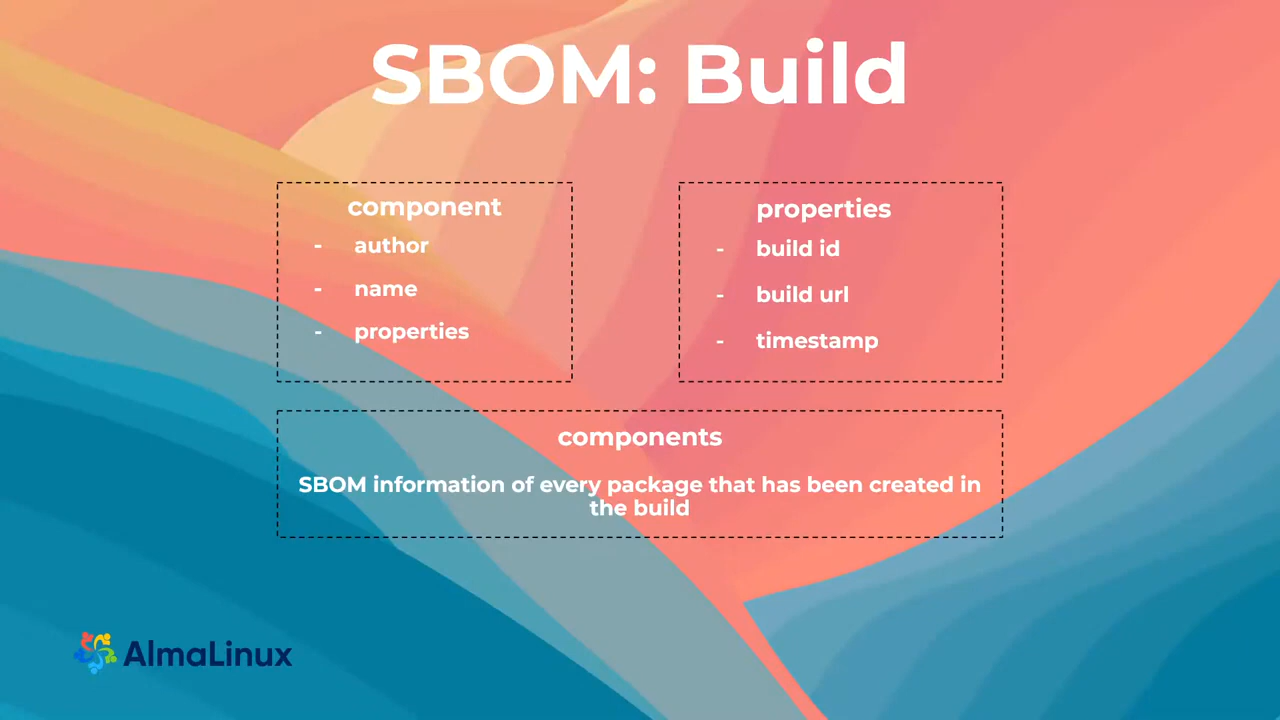 SBOM: Build
component
- author
- name
- properties
properties
- build id
- build url
- timestamp
components
SBOM information of every package that has been created in
the build
AlmaLinux